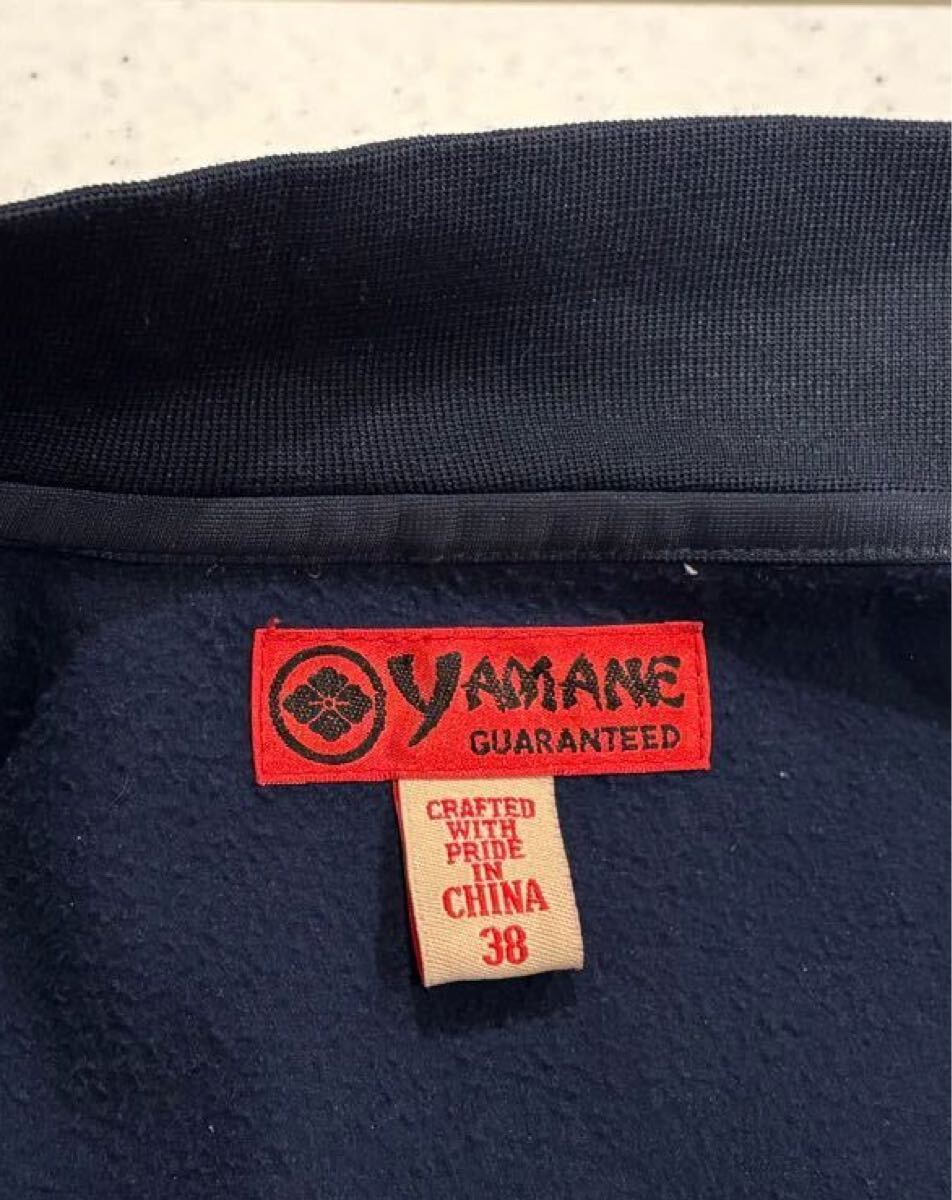 YAMANE
GUARANTEED
CRAFTED
WITH
PRIDE
IN
CHINA
38